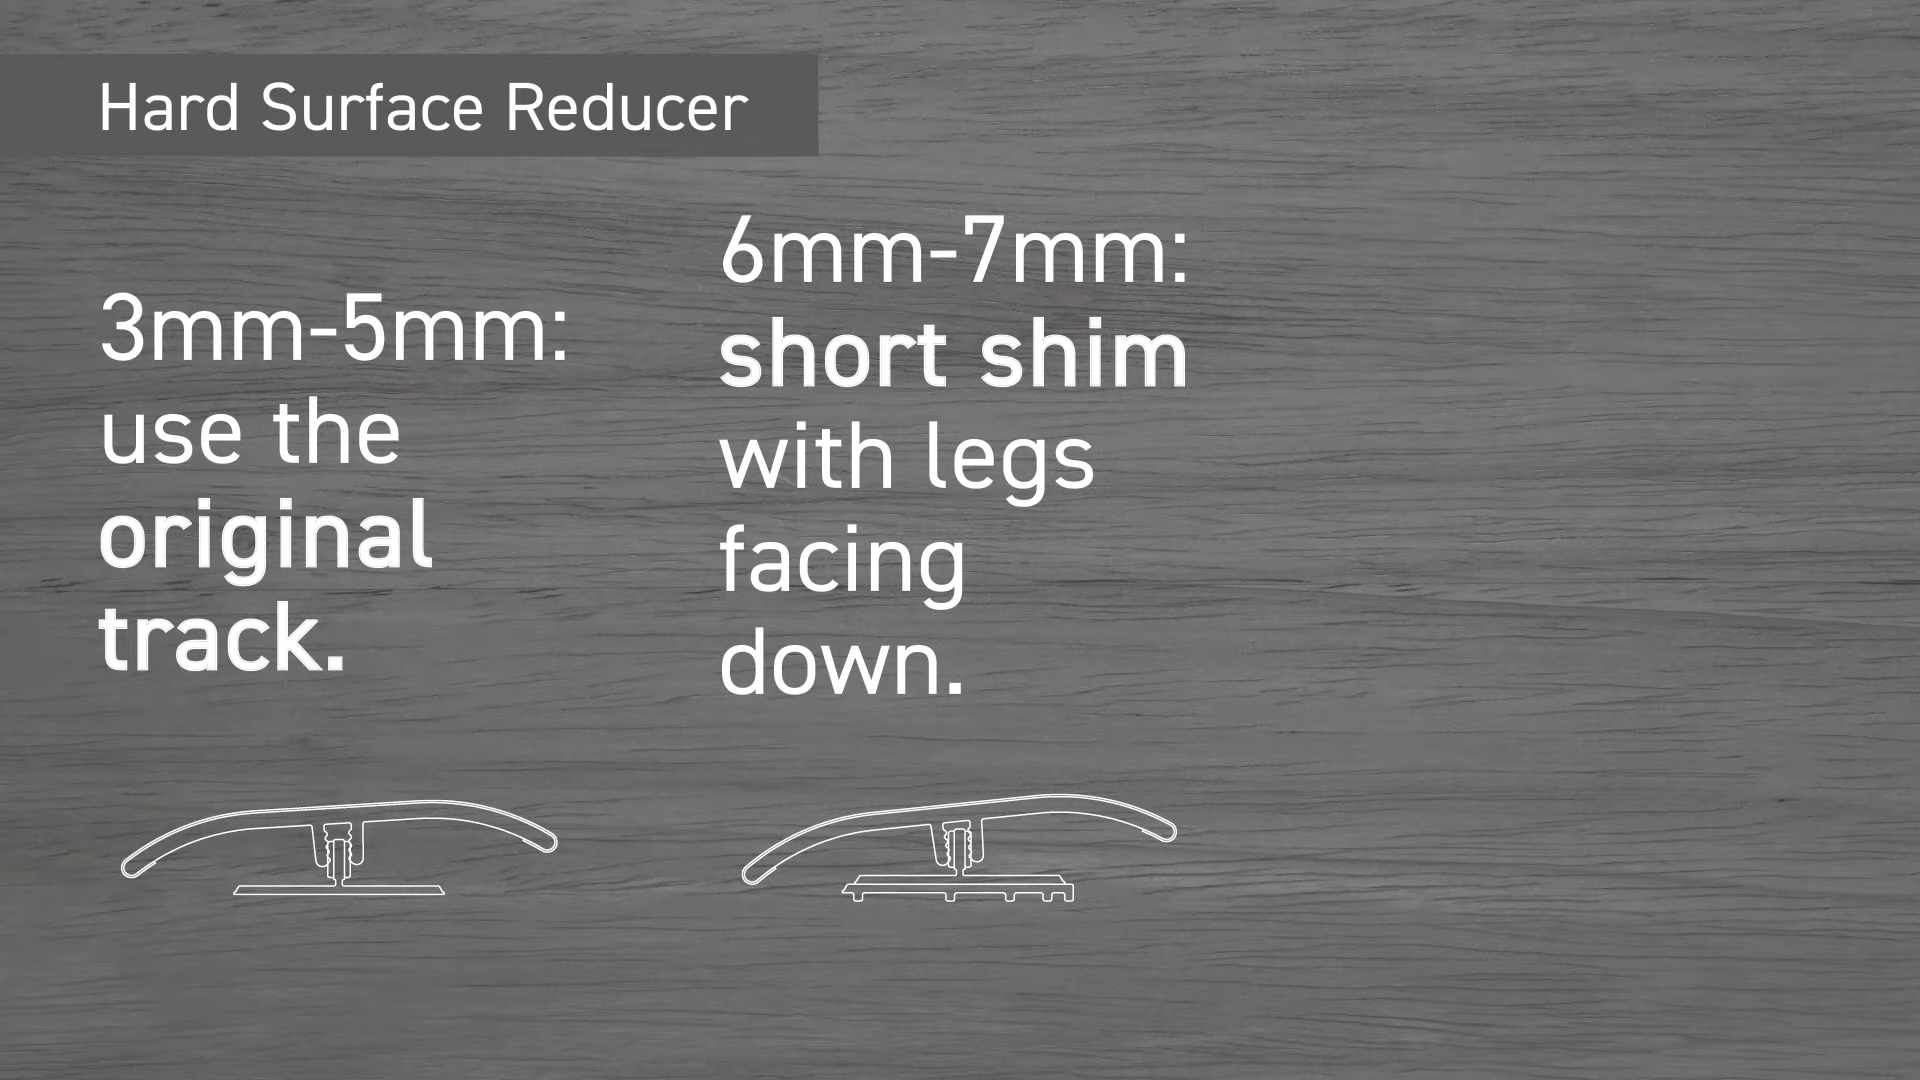 Hard Surface Reducer
3mm-5mm:
use the
original
track.
6mm-7mm:
short shim
with legs
facing
down.